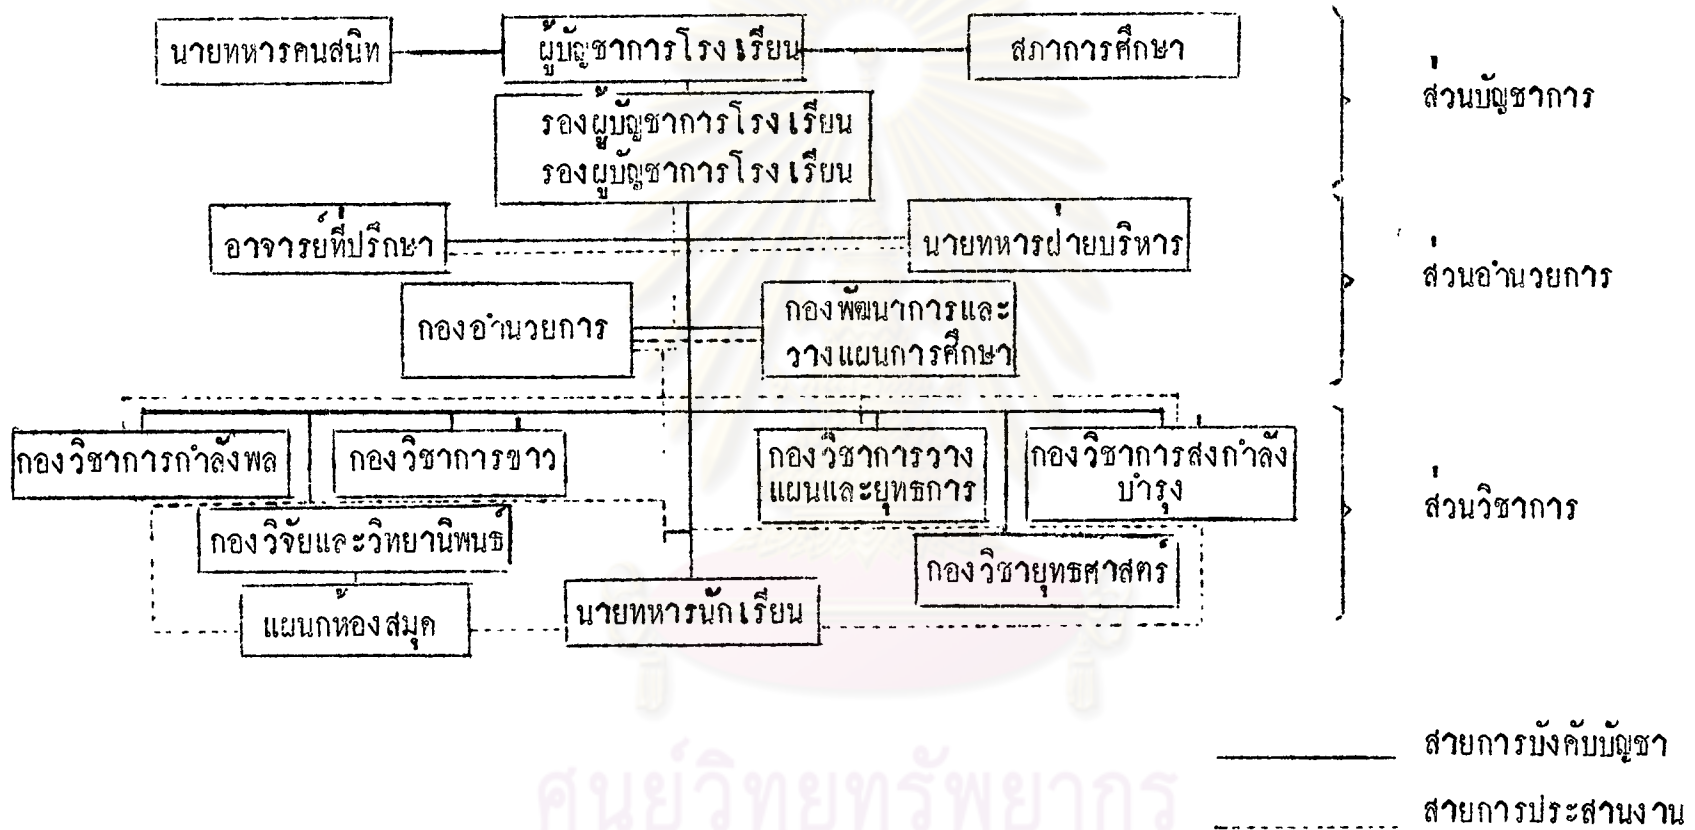 นายทหารคนสนิท
ผู้บัญชาการโรงเรียน
สภาการศึกษา
ส่วนบัญชาการ
รองผู้บัญชาการโรงเรียน
รองผู้บัญชาการโรงเรียน
อาจารย์ที่ปรึกษา
นายทหารฝ่ายบริหาร
ส่วนอำนวยการ
กองอำนวยการ
กองพัฒนาการและ
วางแผนการศึกษา
กองวิชาการกำลังพล
กองวิชาการข่าว
กองวิชาการวาง
แผนและยุทธการ
กองวิชาการส่งกำลัง
บำรุง
ส่วนวิชาการ
กองวิจัยและวิทยานิพนธ์
กองวิชายุทธศาสตร์
แผนกห้องสมุด
นายทหารนักเรียน
สายการบังคับบัญชา
สายการประสานงาน
ศูนย์วิทยทรัพยากร